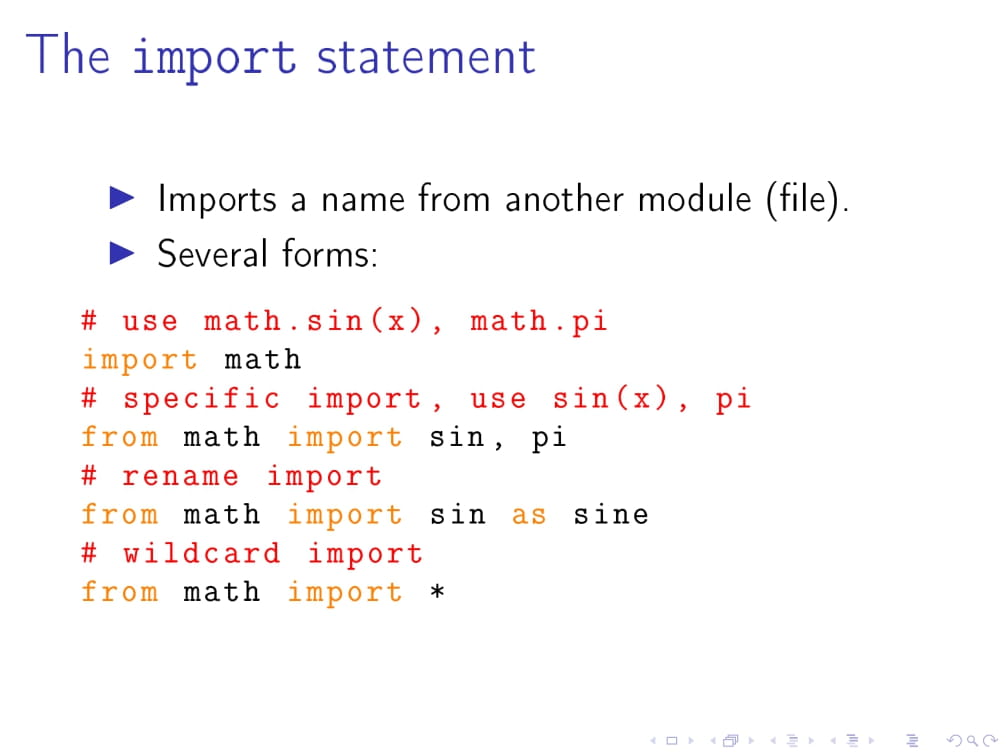 The import statement
Imports a name from another module (file).
Several forms:
# use math.sin(x), math.pi
import math
# specific import, use sin(x), pi
from math import sin, pi
# rename import
from math import sin as sine
# wildcard import
from math import *